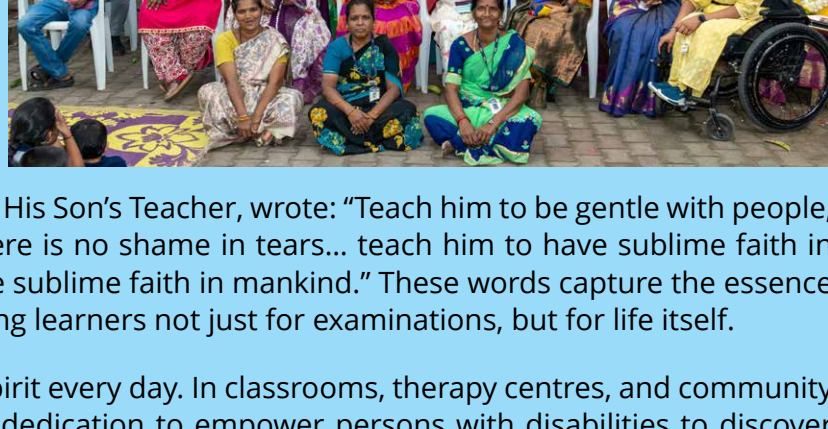 His Son’s Teacher, wrote: “Teach him to be gentle with people,
ere is no shame in tears... teach him to have sublime faith in
e sublime faith in mankind.” These words capture the essence
ng learners not just for examinations, but for life itself.
pirit every day. In classrooms, therapy centres, and community
dedication to empower persons with disabilities to discover